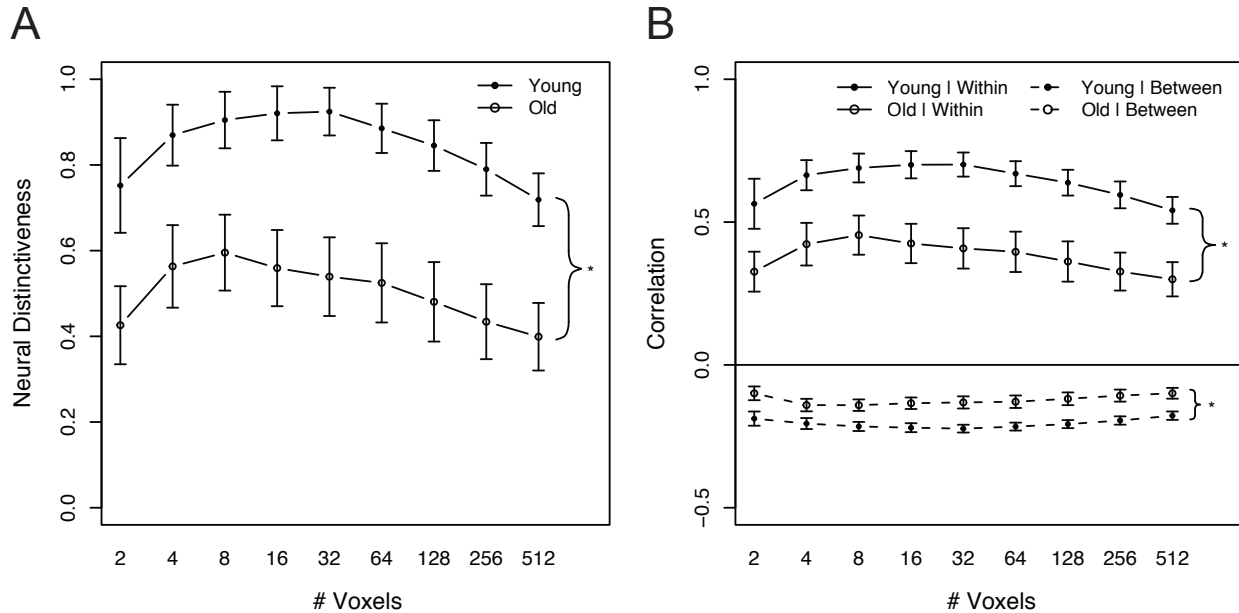 A
Neural Distinctiveness
1.0
0.8
0.6
0.4
0.2
0.0
Young
Old
*
2 4 8 16 32 64 128 256 512
# Voxels
B
Correlation
1.0
0.5
0.0
−0.5
Young | Within
Old | Within
Young | Between
Old | Between
*
*
2 4 8 16 32 64 128 256 512
# Voxels